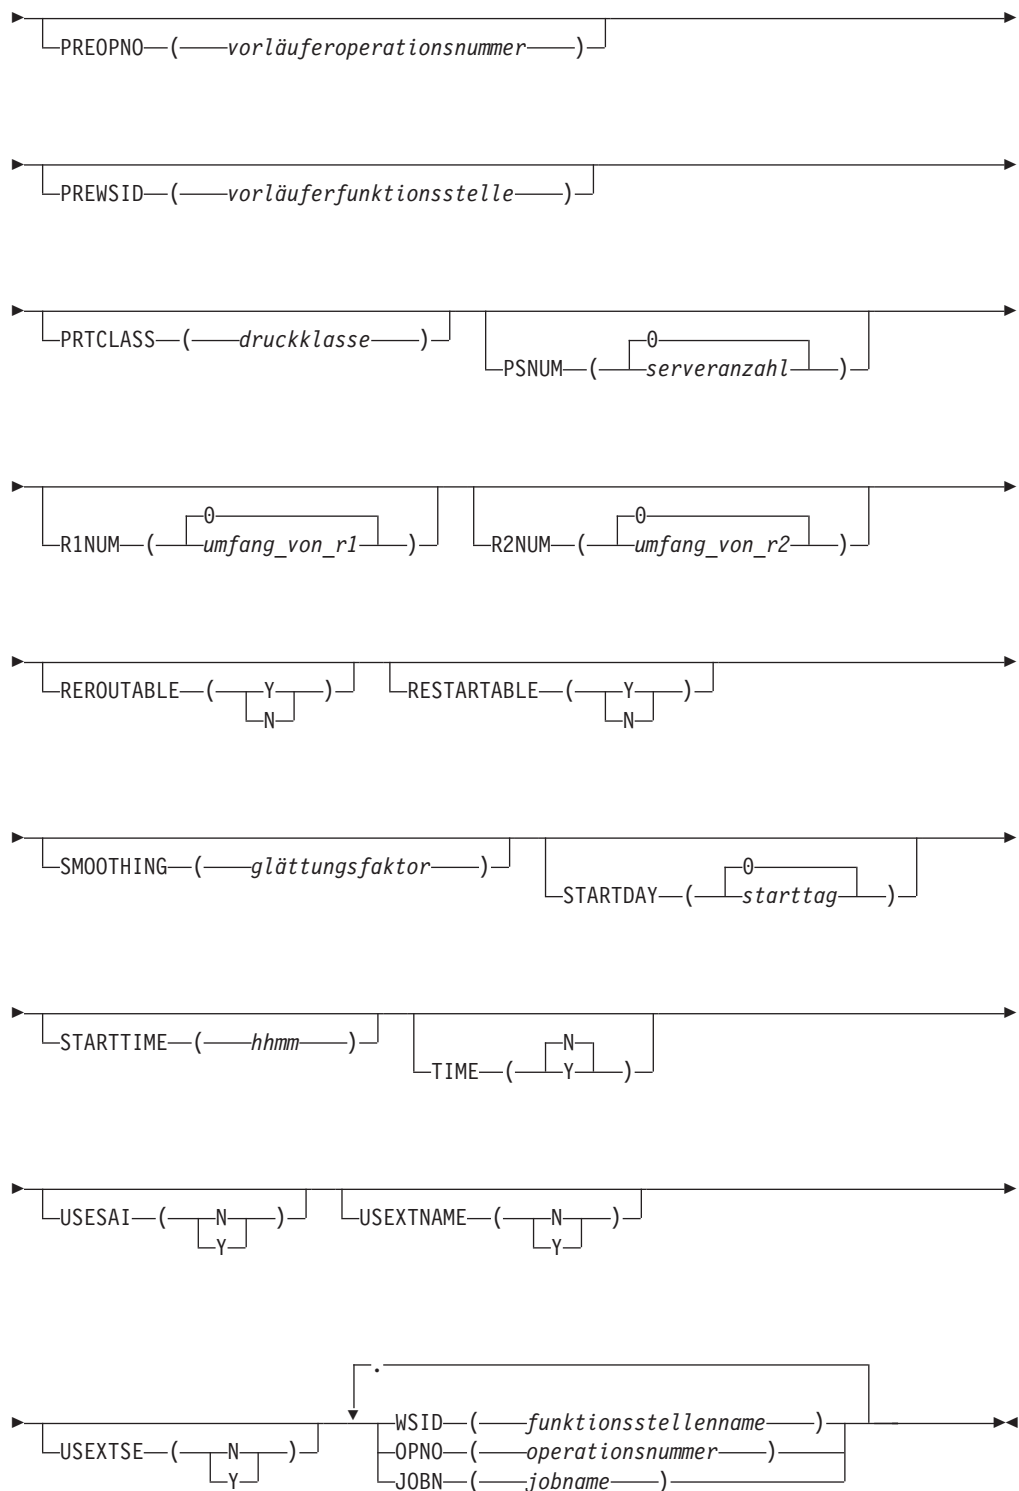 PREOPNO ( vorläuferoperationsnummer )
PREWSID ( vorläuferfunktionsstelle )
PRTCLASS ( druckklasse )
0
PSNUM ( serveranzahl )
0
R1NUM ( umfang_von_r1 )
0
R2NUM ( umfang_von_r2 )
REROUTABLE ( Y )
N
RESTARTABLE ( Y )
N
SMOOTHING ( glättungsfaktor )
0
STARTDAY ( starttag )
STARTTIME ( hhmm )
N
TIME ( Y )
USESAI ( N )
Y
USEXTNAME ( N )
Y
USEXTSE ( N )
Y
.
WSID ( funktionsstellenname )
OPNO ( operationsnummer )
JOBN ( jobname )